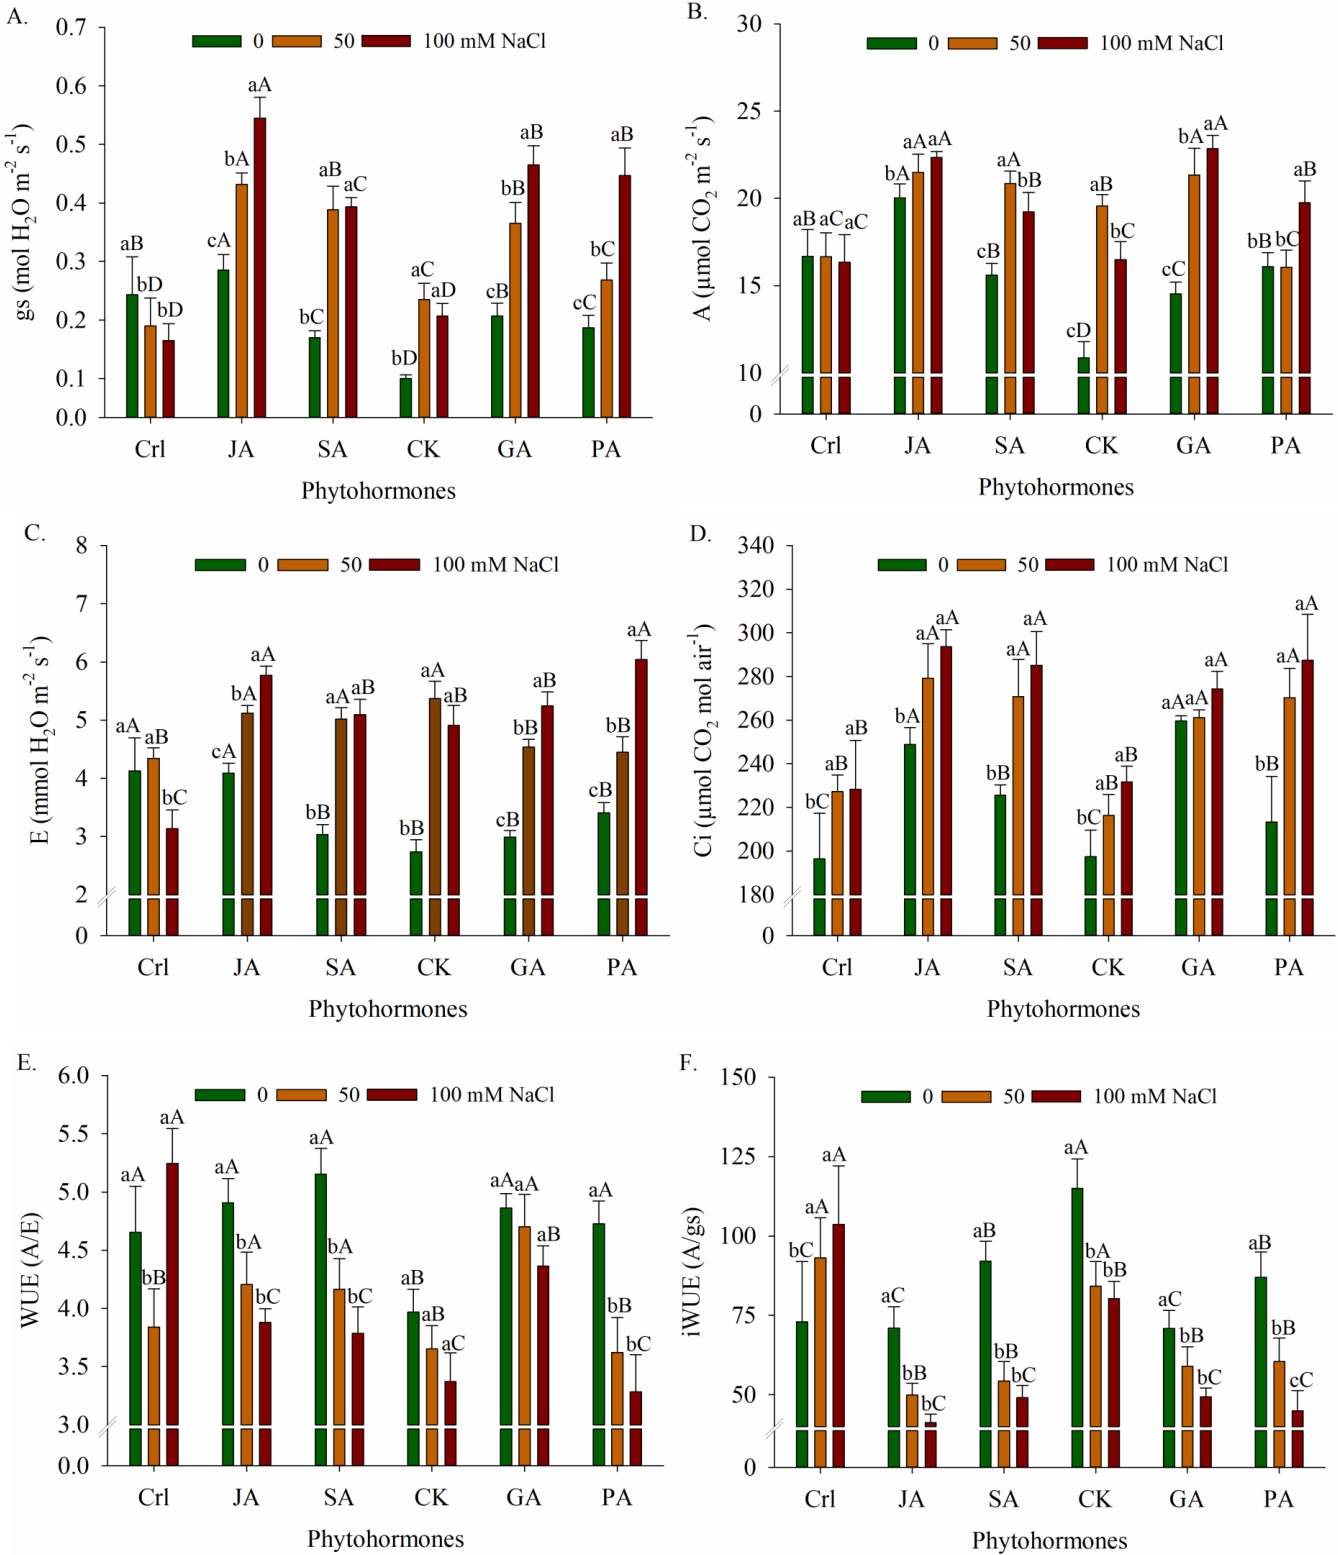 A.
0 50 100 mM NaCl
gs (mol H2O m-2 s-1)
0.7
0.6
0.5
0.4
0.3
0.2
0.1
0.0
aB bD bD
cA bA aA
bC aB aC
bD aC aD
cB bB aB
cC bC aB
Crl JA SA CK GA PA
Phytohormones
B.
0 50 100 mM NaCl
A (µmol CO2 m-2 s-1)
30
25
20
15
10
0
aB aC aC
bA aA aA
cB aA bB
cD aB bC
cC bA aA
bB bC aB
Crl JA SA CK GA PA
Phytohormones
C.
0 50 100 mM NaCl
E (mmol H2O m-2 s-1)
8
7
6
5
4
3
2
0
aA aB bC
cA bA aA
bB aA aB
bB aA aB
cB bB aB
cB bB aA
Crl JA SA CK GA PA
Phytohormones
D.
0 50 100 mM NaCl
Ci (µmol CO2 mol air-1)
340
320
300
280
260
240
220
200
180
0
bC aB aB
bA aA aA
bB aA aA
bC aB aB
aA aA aA
bB aA aA
Crl JA SA CK GA PA
Phytohormones
E.
0 50 100 mM NaCl
WUE (A/E)
6.0
5.5
5.0
4.5
4.0
3.5
3.0
0.0
aA bB aA
aA bA bC
aA bA bC
aB aB aC
aA aA aB
aA bB bC
Crl JA SA CK GA PA
Phytohormones
F.
0 50 100 mM NaCl
iWUE (A/gs)
150
125
100
75
50
0
bC aA aA
aC bB bC
aB bB bC
aA bA bB
aC bB bC
aB bB cC
Crl JA SA CK GA PA
Phytohormones